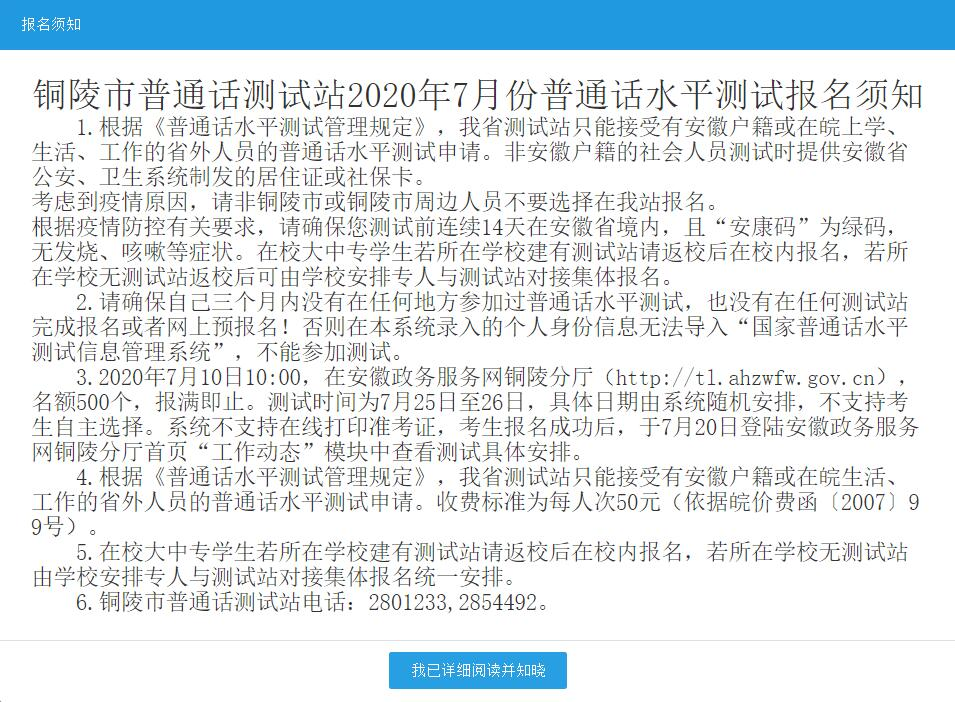 报名须知
铜陵市普通话测试站2020年7月份普通话水平测试报名须知
1.根据《普通话水平测试管理规定》，我省测试站只能接受有安徽户籍或在皖上学、
生活、工作的省外人员的普通话水平测试申请。非安徽户籍的社会人员测试时提供安徽省
公安、卫生系统制发的居住证或社保卡。
考虑到疫情原因，请非铜陵市或铜陵市周边人员不要选择在我站报名。
根据疫情防控有关要求，请确保您测试前连续14天在安徽省境内，且“安康码”为绿码，
无发烧、咳嗽等症状。在校大中专学生若所在学校建有测试站请返校后在校内报名，若所
在学校无测试站返校后可由学校安排专人与测试站对接集体报名。
2.请确保自己三个月内没有在任何地方参加过普通话水平测试，也没有在任何测试站
完成报名或者网上预报名！否则在本系统录入的个人身份信息无法导入“国家普通话水平
测试信息管理系统”，不能参加测试。
3.2020年7月10日10:00，在安徽政务服务网铜陵分厅（http://tl.ahzwfw.gov.cn），
名额500个，报满即止。测试时间为7月25日至26日，具体日期由系统随机安排，不支持考
生自主选择。系统不支持在线打印准考证，考生报名成功后，于7月20日登陆安徽政务服务
网铜陵分厅首页“工作动态”模块中查看测试具体安排。
4.根据《普通话水平测试管理规定》，我省测试站只能接受有安徽户籍或在皖生活、
工作的省外人员的普通话水平测试申请。收费标准为每人次50元（依据皖价费函〔2007〕9
9号）。
5.在校大中专学生若所在学校建有测试站请返校后在校内报名，若所在学校无测试站
由学校安排专人与测试站对接集体报名统一安排。
6.铜陵市普通话测试站电话：2801233,2854492。
我已详细阅读并知晓